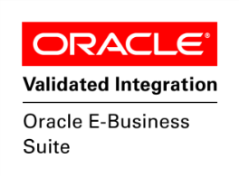 ORACLE®
Validated Integration
Oracle E-Business
Suite